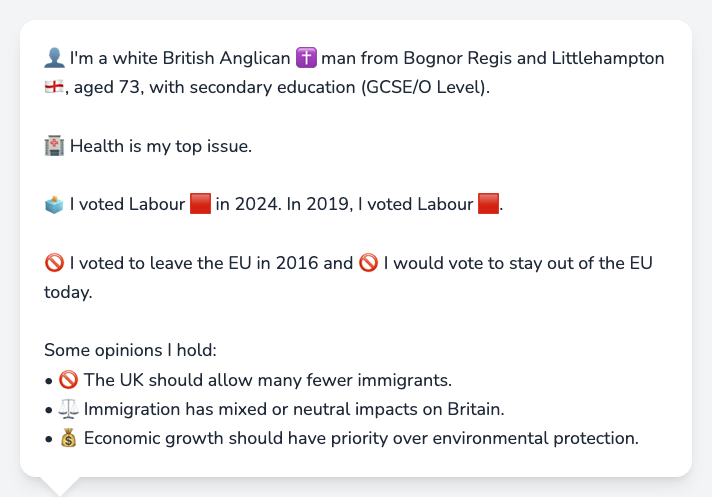 👤 I'm a white British Anglican ✝️ man from Bognor Regis and Littlehampton
🏴󠁧󠁢󠁥󠁮󠁧󠁿, aged 73, with secondary education (GCSE/O Level).
🏥 Health is my top issue.
🗳️ I voted Labour 🟥 in 2024. In 2019, I voted Labour 🟥.
🚫 I voted to leave the EU in 2016 and 🚫 I would vote to stay out of the EU
today.
Some opinions I hold:
• 🚫 The UK should allow many fewer immigrants.
• ⚖️ Immigration has mixed or neutral impacts on Britain.
• 💰 Economic growth should have priority over environmental protection.